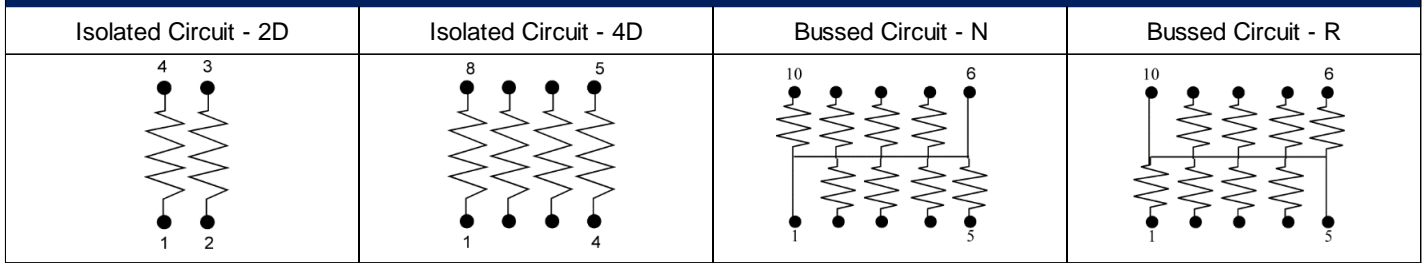 Isolated Circuit - 2D
Isolated Circuit - 4D
Bussed Circuit - N
Bussed Circuit - R
4 3
1 2
8 5
1 4
10 6
1 5
10 6
1 5